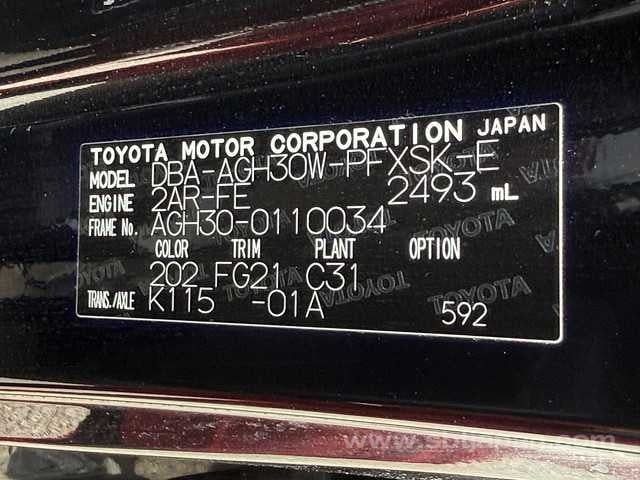 TOYOTA MOTOR CORPORATION JAPAN
MODEL DBA-AGH30W-PFXSK-E
ENGINE 2AR-FE 2493 mL
FRAME No. AGH30-0110034
COLOR TRIM PLANT OPTION
202 FG21 C31
TRANS./AXLE K115 -01A
592